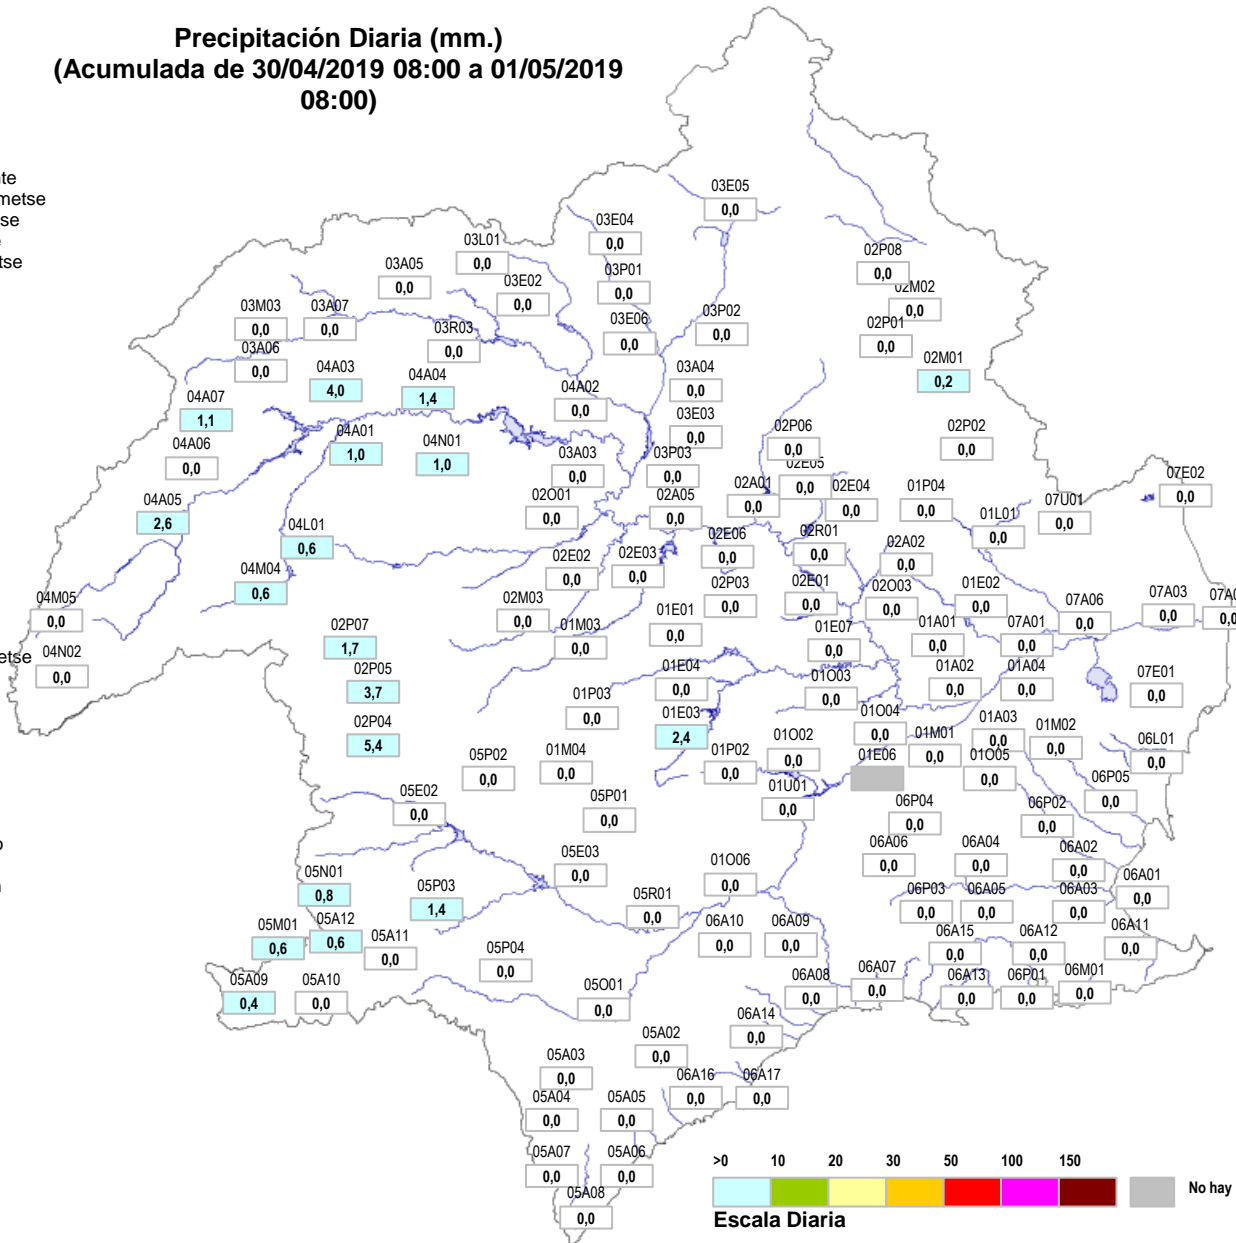 Precipitación Diaria (mm.)
(Acumulada de 30/04/2019 08:00 a 01/05/2019
08:00)
te
metse
se
e
tse
03E05
0,0
03E04
0,0
03L01
0,0
02P08
0,0
03A05
0,0
03P01
0,0
03E02
0,0
02M02
0,0
03M03
0,0
03A07
0,0
03P02
0,0
03E06
0,0
02P01
0,0
03R03
0,0
03A06
0,0
04A03
4,0
04A04
1,4
03A04
0,0
02M01
0,2
04A02
0,0
04A07
1,1
03E03
0,0
04A01
1,0
02P06
0,0
02P02
0,0
04A06
0,0
04N01
1,0
03A03
0,0
03P03
0,0
02E05
0,0
07E02
0,0
02A01
0,0
02E04
0,0
01P04
0,0
04A05
2,6
02O01
0,0
02A05
0,0
07U01
0,0
01L01
0,0
04L01
0,6
02E06
0,0
02R01
0,0
02A02
0,0
02E02
0,0
02E03
0,0
04M04
0,6
02P03
0,0
02E01
0,0
02O03
0,0
01E02
0,0
07A03
0,0
07A0
0,0
04M05
0,0
02M03
0,0
01E01
0,0
07A06
0,0
02P07
1,7
01M03
0,0
01E07
0,0
01A01
0,0
07A01
0,0
etse
04N02
0,0
02P05
3,7
01E04
0,0
01O03
0,0
01A02
0,0
01A04
0,0
07E01
0,0
01P03
0,0
02P04
5,4
01E03
2,4
01O04
0,0
01A03
0,0
01M02
0,0
01O02
0,0
01M01
0,0
06L01
0,0
05P02
0,0
01M04
0,0
01P02
0,0
01E06
01O05
0,0
05E02
0,0
05P01
0,0
01U01
0,0
06P05
0,0
06P04
0,0
06P02
0,0
o
05E03
0,0
06A06
0,0
06A04
0,0
06A02
0,0
n
05N01
0,8
05P03
1,4
01O06
0,0
06P03
0,0
06A05
0,0
06A03
0,0
06A01
0,0
05R01
0,0
05M01
0,6
05A12
0,6
05A11
0,0
06A10
0,0
06A09
0,0
06A15
0,0
06A12
0,0
06A11
0,0
05P04
0,0
05A09
0,4
05A10
0,0
05O01
0,0
06A08
0,0
06A07
0,0
06A13
0,0
06P01
0,0
06M01
0,0
06A14
0,0
05A02
0,0
05A03
0,0
06A16
0,0
06A17
0,0
05A04
0,0
05A05
0,0
05A07
0,0
05A06
0,0
05A08
0,0
>0 10 20 30 50 100 150
No hay
Escala Diaria